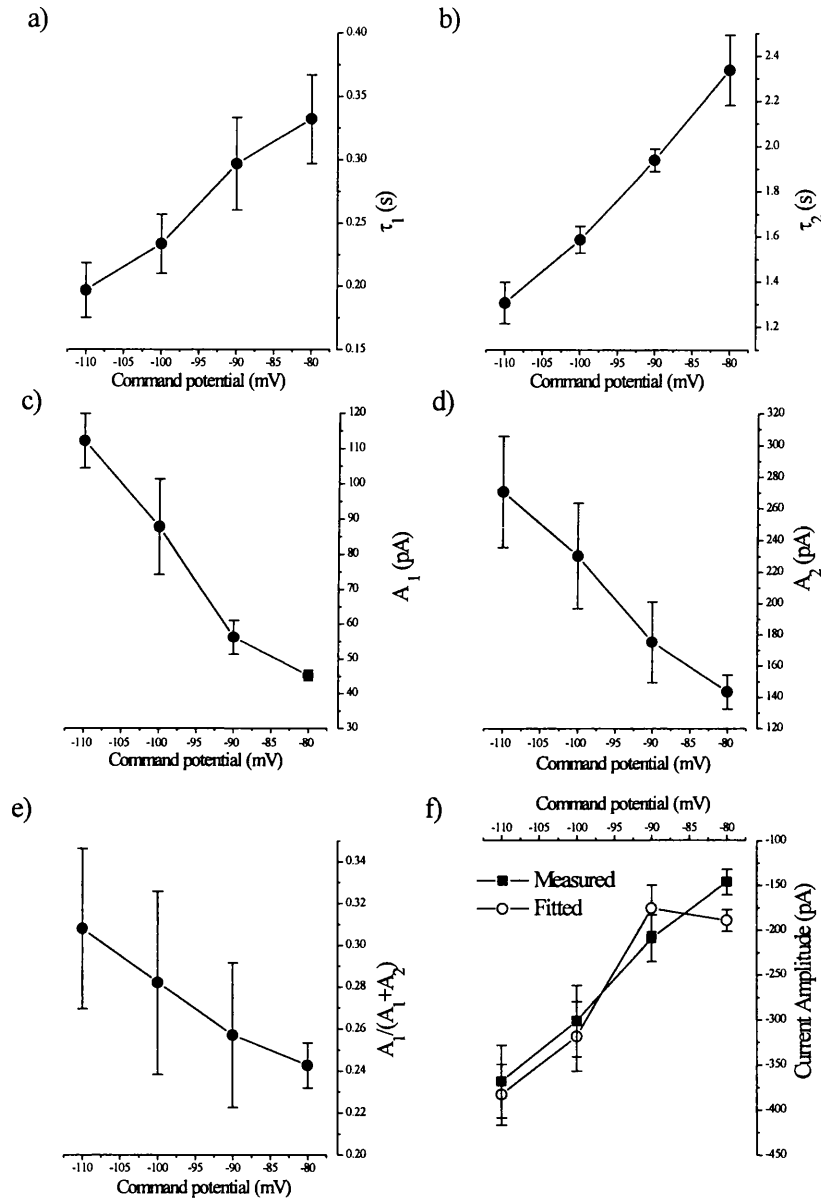 a)
0.40
0.35
0.30
0.25
0.20
0.15
τ1 (s)
-110 -105 -100 -95 -90 -85 -80
Command potential (mV)
b)
2.4
2.2
2.0
1.8
1.6
1.4
1.2
τ2 (s)
-110 -105 -100 -95 -90 -85 -80
Command potential (mV)
c)
120
110
100
90
80
70
60
50
40
30
A1 (pA)
-110 -105 -100 -95 -90 -85 -80
Command potential (mV)
d)
320
300
280
260
240
220
200
180
160
140
120
A2 (pA)
-110 -105 -100 -95 -90 -85 -80
Command potential (mV)
e)
0.34
0.32
0.30
0.28
0.26
0.24
0.22
0.20
A1/(A1+A2)
-110 -105 -100 -95 -90 -85 -80
Command potential (mV)
f)
Command potential (mV)
-110 -105 -100 -95 -90 -85 -80
Measured
Fitted
-100
-150
-200
-250
-300
-350
-400
-450
Current Amplitude (pA)